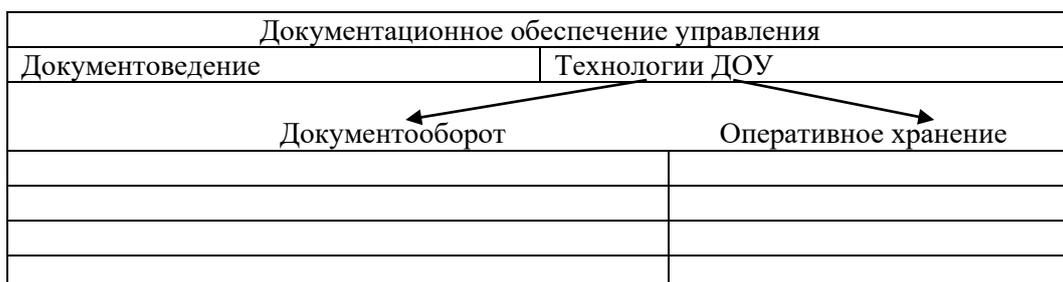 Документационное обеспечение управления
Документоведение Технологии ДОУ
Документооборот Оперативное хранение